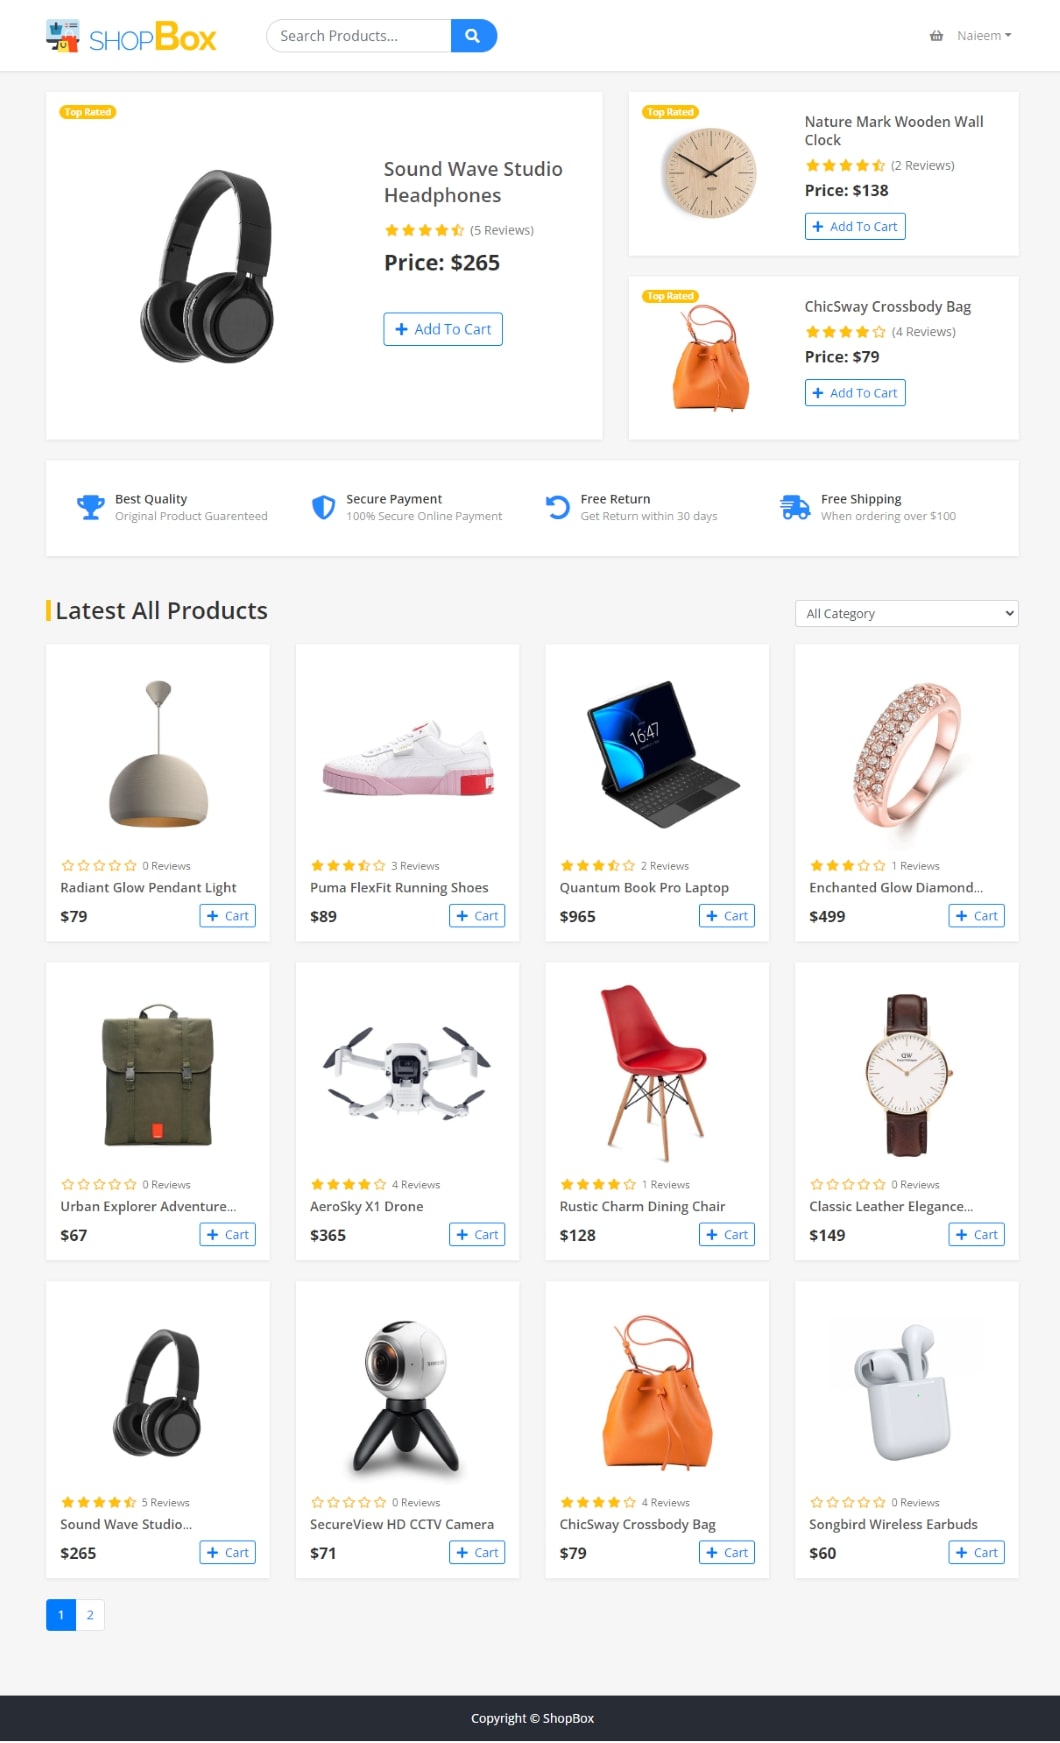 SHOPBox
Search Products...
Naieem
Top Rated
Sound Wave Studio
Headphones
(5 Reviews)
Price: $265
Add To Cart
Top Rated
Nature Mark Wooden Wall
Clock
(2 Reviews)
Price: $138
Add To Cart
Top Rated
ChicSway Crossbody Bag
(4 Reviews)
Price: $79
Add To Cart
Best Quality
Original Product Guarenteed
Secure Payment
100% Secure Online Payment
Free Return
Get Return within 30 days
Free Shipping
When ordering over $100
Latest All Products
All Category
16:47
0 Reviews
Radiant Glow Pendant Light
$79
Cart
3 Reviews
Puma FlexFit Running Shoes
$89
Cart
2 Reviews
Quantum Book Pro Laptop
$965
Cart
1 Reviews
Enchanted Glow Diamond...
$499
Cart
0 Reviews
Urban Explorer Adventure...
$67
Cart
4 Reviews
AeroSky X1 Drone
$365
Cart
1 Reviews
Rustic Charm Dining Chair
$128
Cart
DW
0 Reviews
Classic Leather Elegance...
$149
Cart
5 Reviews
Sound Wave Studio...
$265
Cart
SAMSUNG
0 Reviews
SecureView HD CCTV Camera
$71
Cart
4 Reviews
ChicSway Crossbody Bag
$79
Cart
0 Reviews
Songbird Wireless Earbuds
$60
Cart
1
2
Copyright © ShopBox